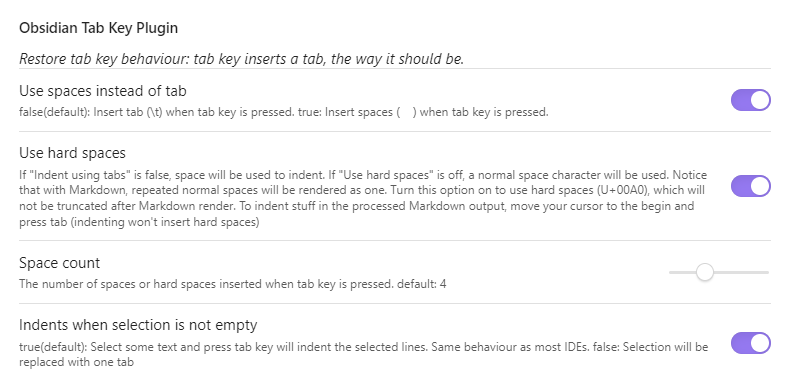 Obsidian Tab Key Plugin
Restore tab key behaviour: tab key inserts a tab, the way it should be.
Use spaces instead of tab
false(default): Insert tab (\t) when tab key is pressed. true: Insert spaces (    ) when tab key is pressed.
Use hard spaces
If "Indent using tabs" is false, space will be used to indent. If "Use hard spaces" is off, a normal space character will be used. Notice
that with Markdown, repeated normal spaces will be rendered as one. Turn this option on to use hard spaces (U+00A0), which will
not be truncated after Markdown render. To indent stuff in the processed Markdown output, move your cursor to the begin and
press tab (indenting won't insert hard spaces)
Space count
The number of spaces or hard spaces inserted when tab key is pressed. default: 4
Indents when selection is not empty
true(default): Select some text and press tab key will indent the selected lines. Same behaviour as most IDEs. false: Selection will be
replaced with one tab